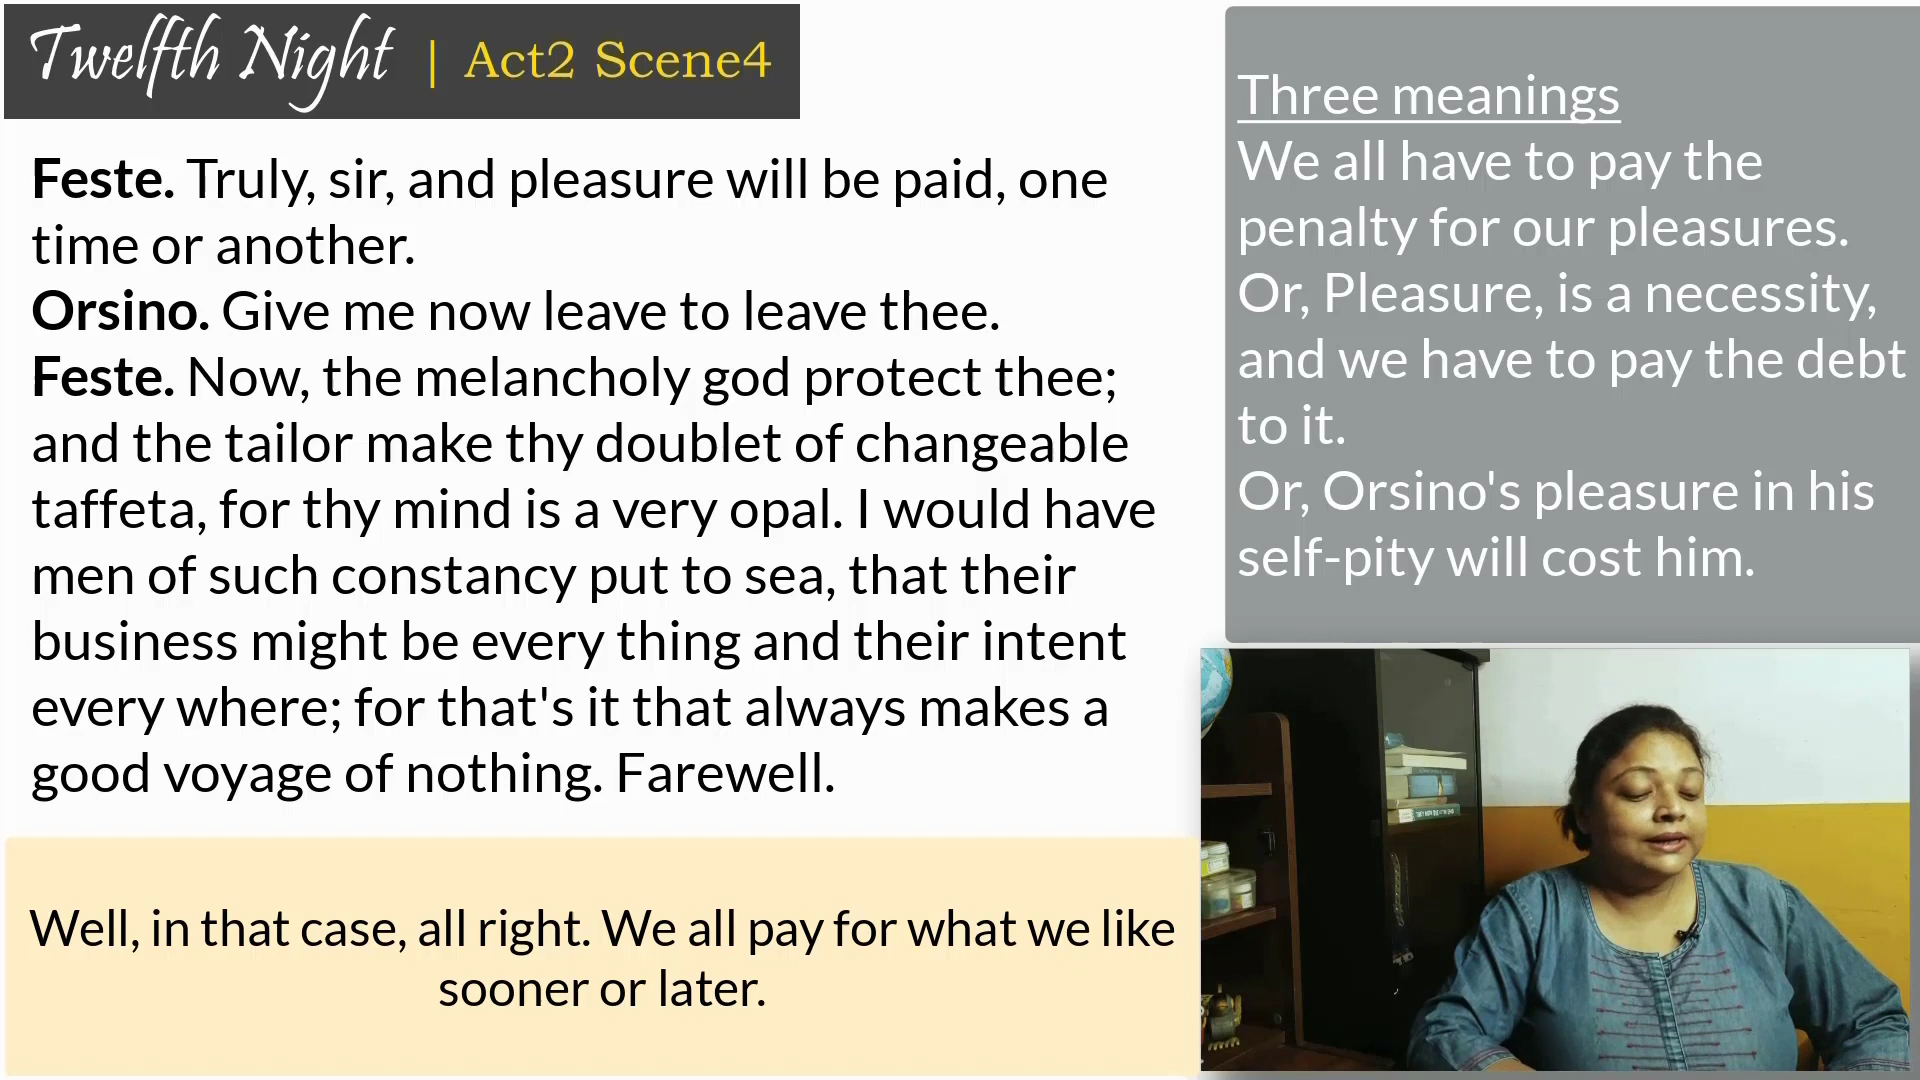 Twelfth Night | Act2 Scene4
Feste. Truly, sir, and pleasure will be paid, one
time or another.
Orsino. Give me now leave to leave thee.
Feste. Now, the melancholy god protect thee;
and the tailor make thy doublet of changeable
taffeta, for thy mind is a very opal. I would have
men of such constancy put to sea, that their
business might be every thing and their intent
every where; for that's it that always makes a
good voyage of nothing. Farewell.
Well, in that case, all right. We all pay for what we like
sooner or later.
Three meanings
We all have to pay the
penalty for our pleasures.
Or, Pleasure, is a necessity,
and we have to pay the debt
to it.
Or, Orsino's pleasure in his
self-pity will cost him.